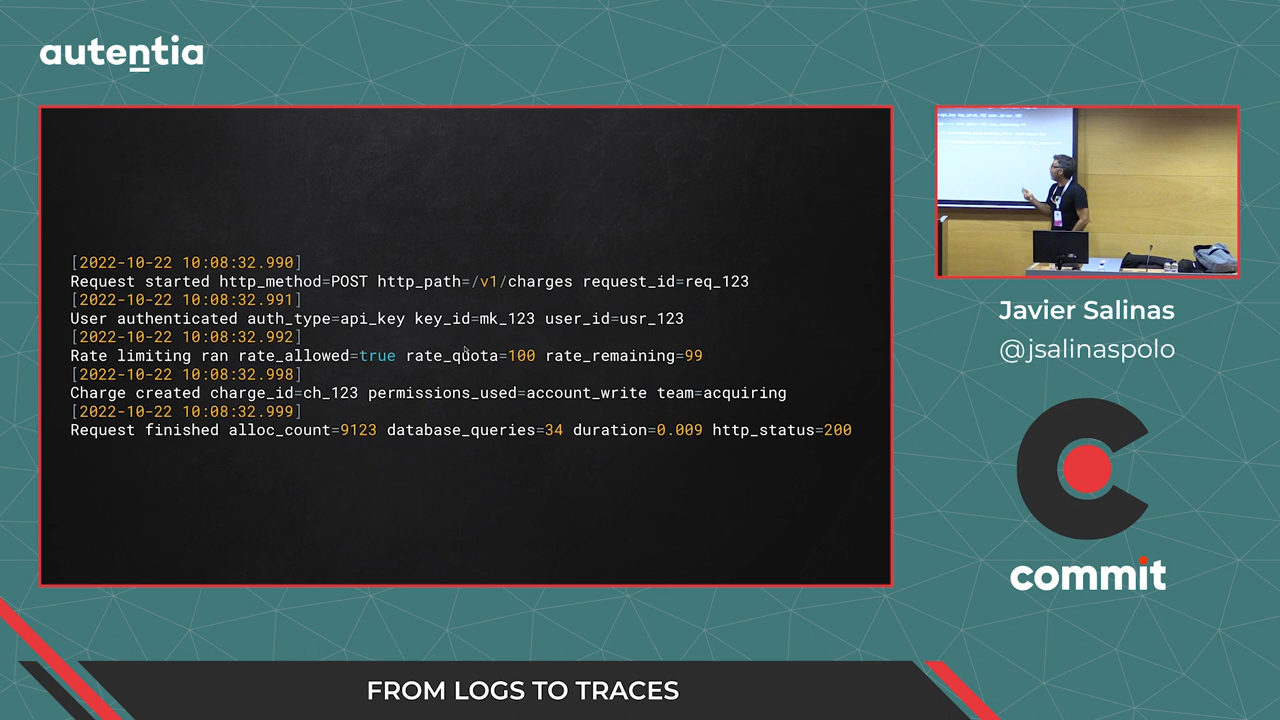 autentia
[2022-10-22 10:08:32.990]
Request started http_method=POST http_path=/v1/charges request_id=req_123
[2022-10-22 10:08:32.991]
User authenticated auth_type=api_key key_id=mk_123 user_id=usr_123
[2022-10-22 10:08:32.992]
Rate limiting ran rate_allowed=true rate_quota=100 rate_remaining=99
[2022-10-22 10:08:32.998]
Charge created charge_id=ch_123 permissions_used=account_write team=acquiring
[2022-10-22 10:08:32.999]
Request finished alloc_count=9123 database_queries=34 duration=0.009 http_status=200
Javier Salinas
@jsalinaspolo
commit
FROM LOGS TO TRACES